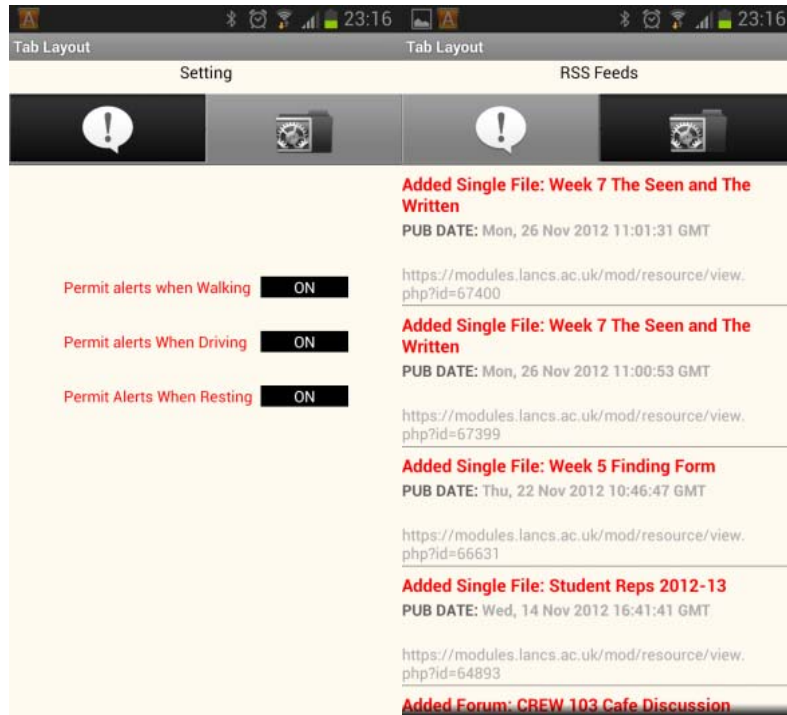 23:16
Tab Layout
Setting
Permit alerts when Walking ON
Permit alerts When Driving ON
Permit Alerts When Resting ON
23:16
Tab Layout
RSS Feeds
Added Single File: Week 7 The Seen and The
Written
PUB DATE: Mon, 26 Nov 2012 11:01:31 GMT
https://modules.lancs.ac.uk/mod/resource/view.
php?id=67400
Added Single File: Week 7 The Seen and The
Written
PUB DATE: Mon, 26 Nov 2012 11:00:53 GMT
https://modules.lancs.ac.uk/mod/resource/view.
php?id=67399
Added Single File: Week 5 Finding Form
PUB DATE: Thu, 22 Nov 2012 10:46:47 GMT
https://modules.lancs.ac.uk/mod/resource/view.
php?id=66631
Added Single File: Student Reps 2012-13
PUB DATE: Wed, 14 Nov 2012 16:41:41 GMT
https://modules.lancs.ac.uk/mod/resource/view.
php?id=64893
Added Forum: CREW 103 Cafe Discussion